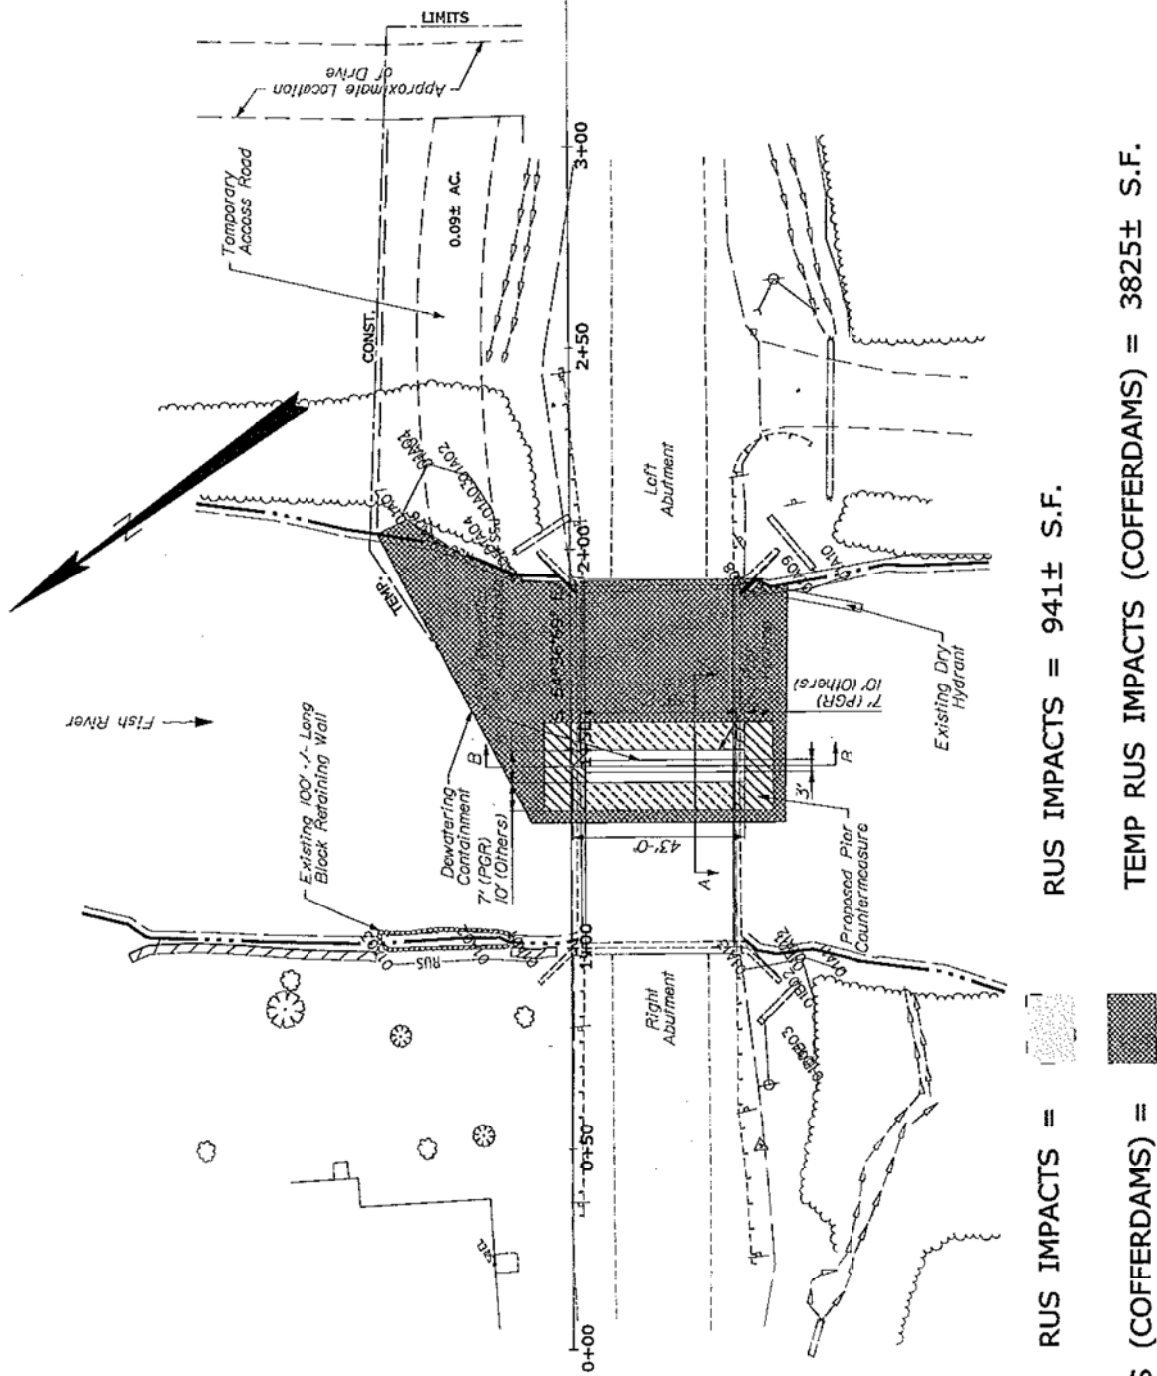 LIMITS
Approximate Location
of Drive
3+00
Temporary
Access Road
0.09± AC.
CONST.
2+50
Left
Abutment
2+00
01A04
01A02
TEMP.
A09
Fish River
Existing 100' -/- Long
Block Retaining Wall
Dewatering
Containment
7' (PGR)
10' (Others)
B
7' (PGR)
10' (Others)
Existing Dry
Hydrant
3'
43'-0"
A
Proposed Pier
Countermeasure
RUS
1+00
Right
Abutment
0+50
0+00
RUS IMPACTS = 941± S.F.
TEMP RUS IMPACTS (COFFERDAMS) = 3825± S.F.
RUS IMPACTS =
S (COFFERDAMS) =